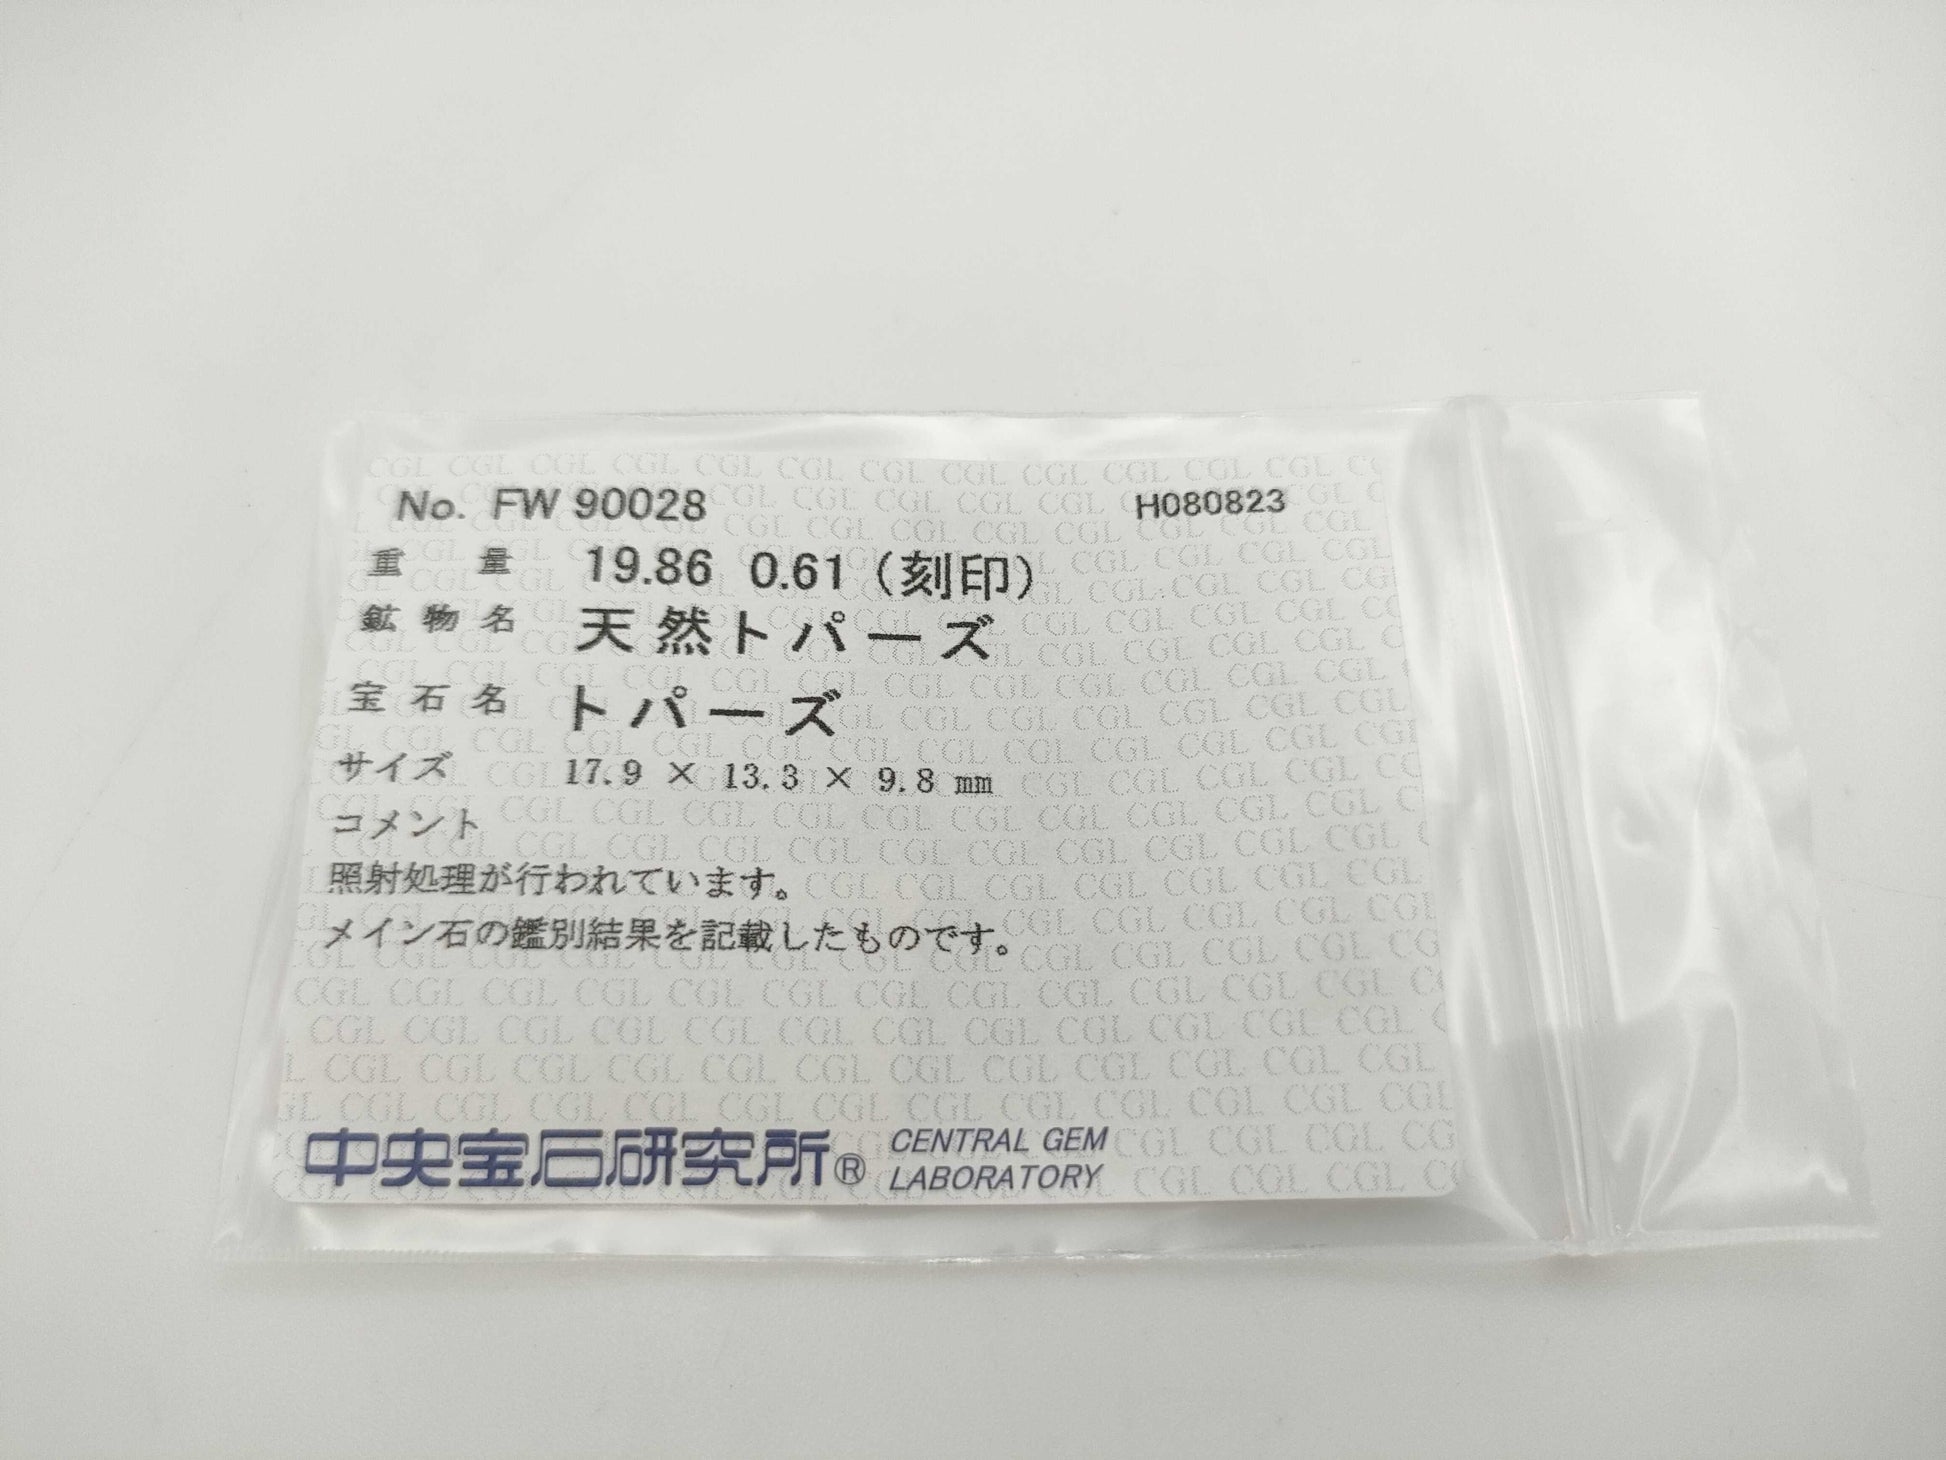 No. FW 90028 H080823
重量 19.86 0.61(刻印)
鉱物名 天然トパーズ
宝石名 トパーズ
サイズ 17.9 × 13.3 × 9.8 mm
コメント
照射処理が行われています。
メイン石の鑑別結果を記載したものです。
中央宝石研究所® CENTRAL GEM
LABORATORY